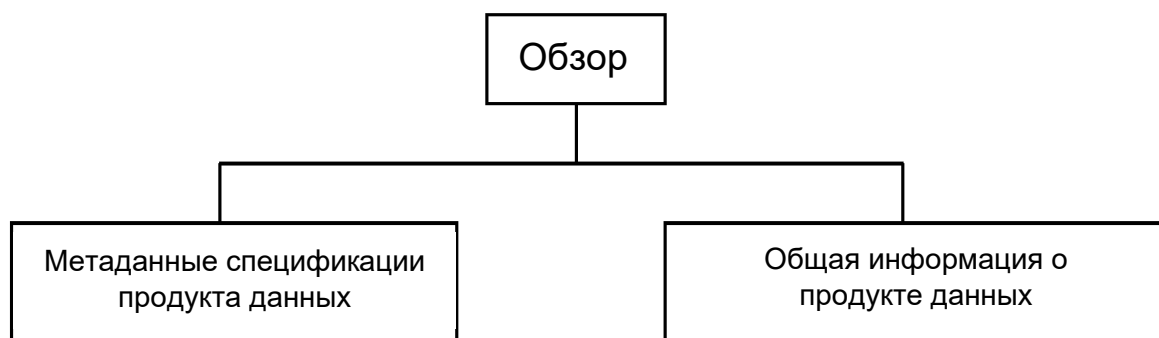 Обзор
Метаданные спецификации
продукта данных
Общая информация о
продукте данных